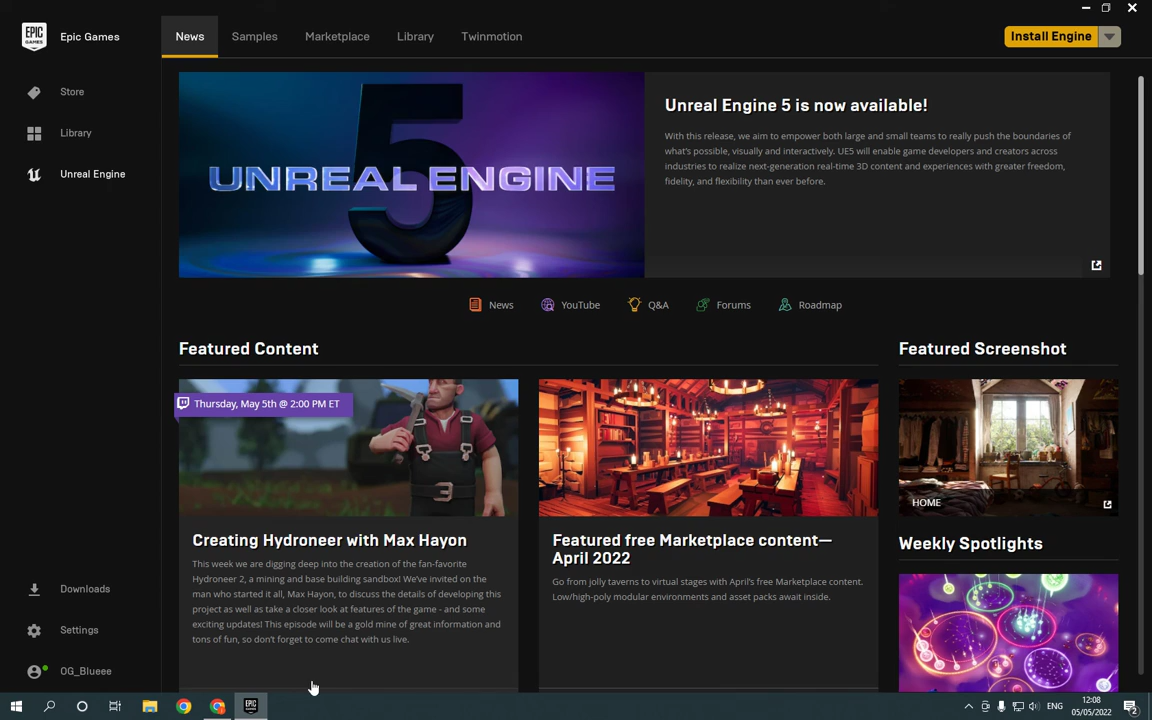 EPIC
GAMES
Epic Games
News
Samples
Marketplace
Library
Twinmotion
Install Engine
Store
Library
Unreal Engine
Downloads
Settings
OG_Blueee
5
UNREAL ENGINE
Unreal Engine 5 is now available!
With this release, we aim to empower both large and small teams to really push the boundaries of
what's possible, visually and interactively. UE5 will enable game developers and creators across
industries to realize next-generation real-time 3D content and experiences with greater freedom,
fidelity, and flexibility than ever before.
News
YouTube
Q&A
Forums
Roadmap
Featured Content
Thursday, May 5th @ 2:00 PM ET
Creating Hydroneer with Max Hayon
This week we are digging deep into the creation of the fan-favorite
Hydroneer 2, a mining and base building sandbox! We've invited on the
man who started it all, Max Hayon, to discuss the details of developing this
project as well as take a closer look at features of the game - and some
exciting updates! This episode will be a gold mine of great information and
tons of fun, so don't forget to come chat with us live.
Featured free Marketplace content—
April 2022
Go from jolly taverns to virtual stages with April's free Marketplace content.
Low/high-poly modular environments and asset packs await inside.
Featured Screenshot
HOME
Weekly Spotlights
EPIC
GAMES
ENG
12:08
05/05/2022
2